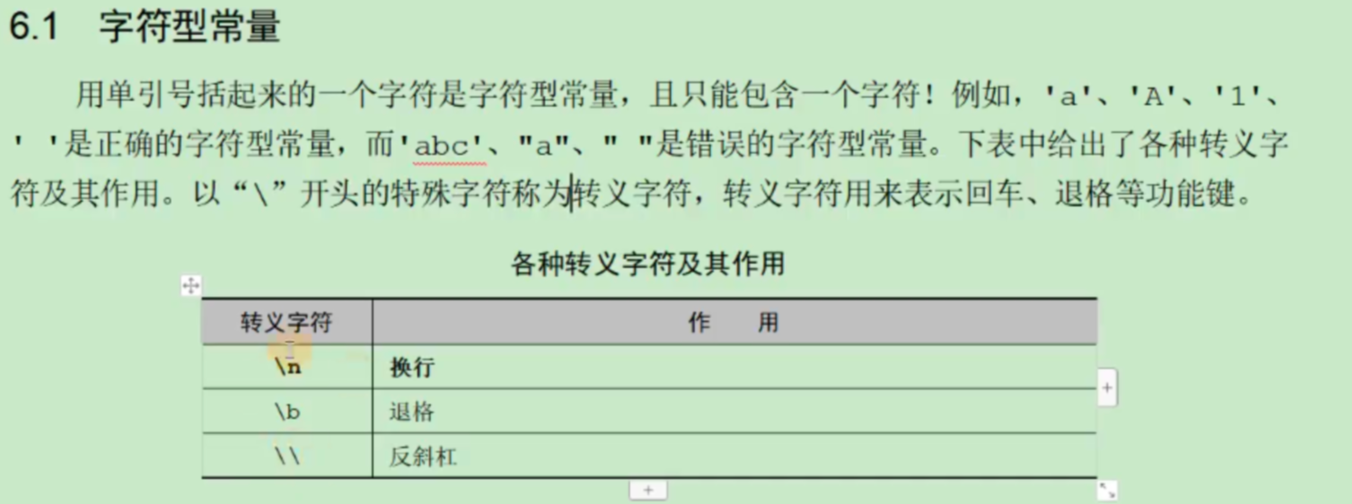 6.1 字符型常量
用单引号括起来的一个字符是字符型常量，且只能包含一个字符！例如，'a'、'A'、'1'、
' '是正确的字符型常量，而'abc'、"a"、" "是错误的字符型常量。下表中给出了各种转义字
符及其作用。以“\”开头的特殊字符称为转义字符，转义字符用来表示回车、退格等功能键。
各种转义字符及其作用
转义字符 作 用
\n 换行
\b 退格
\\ 反斜杠